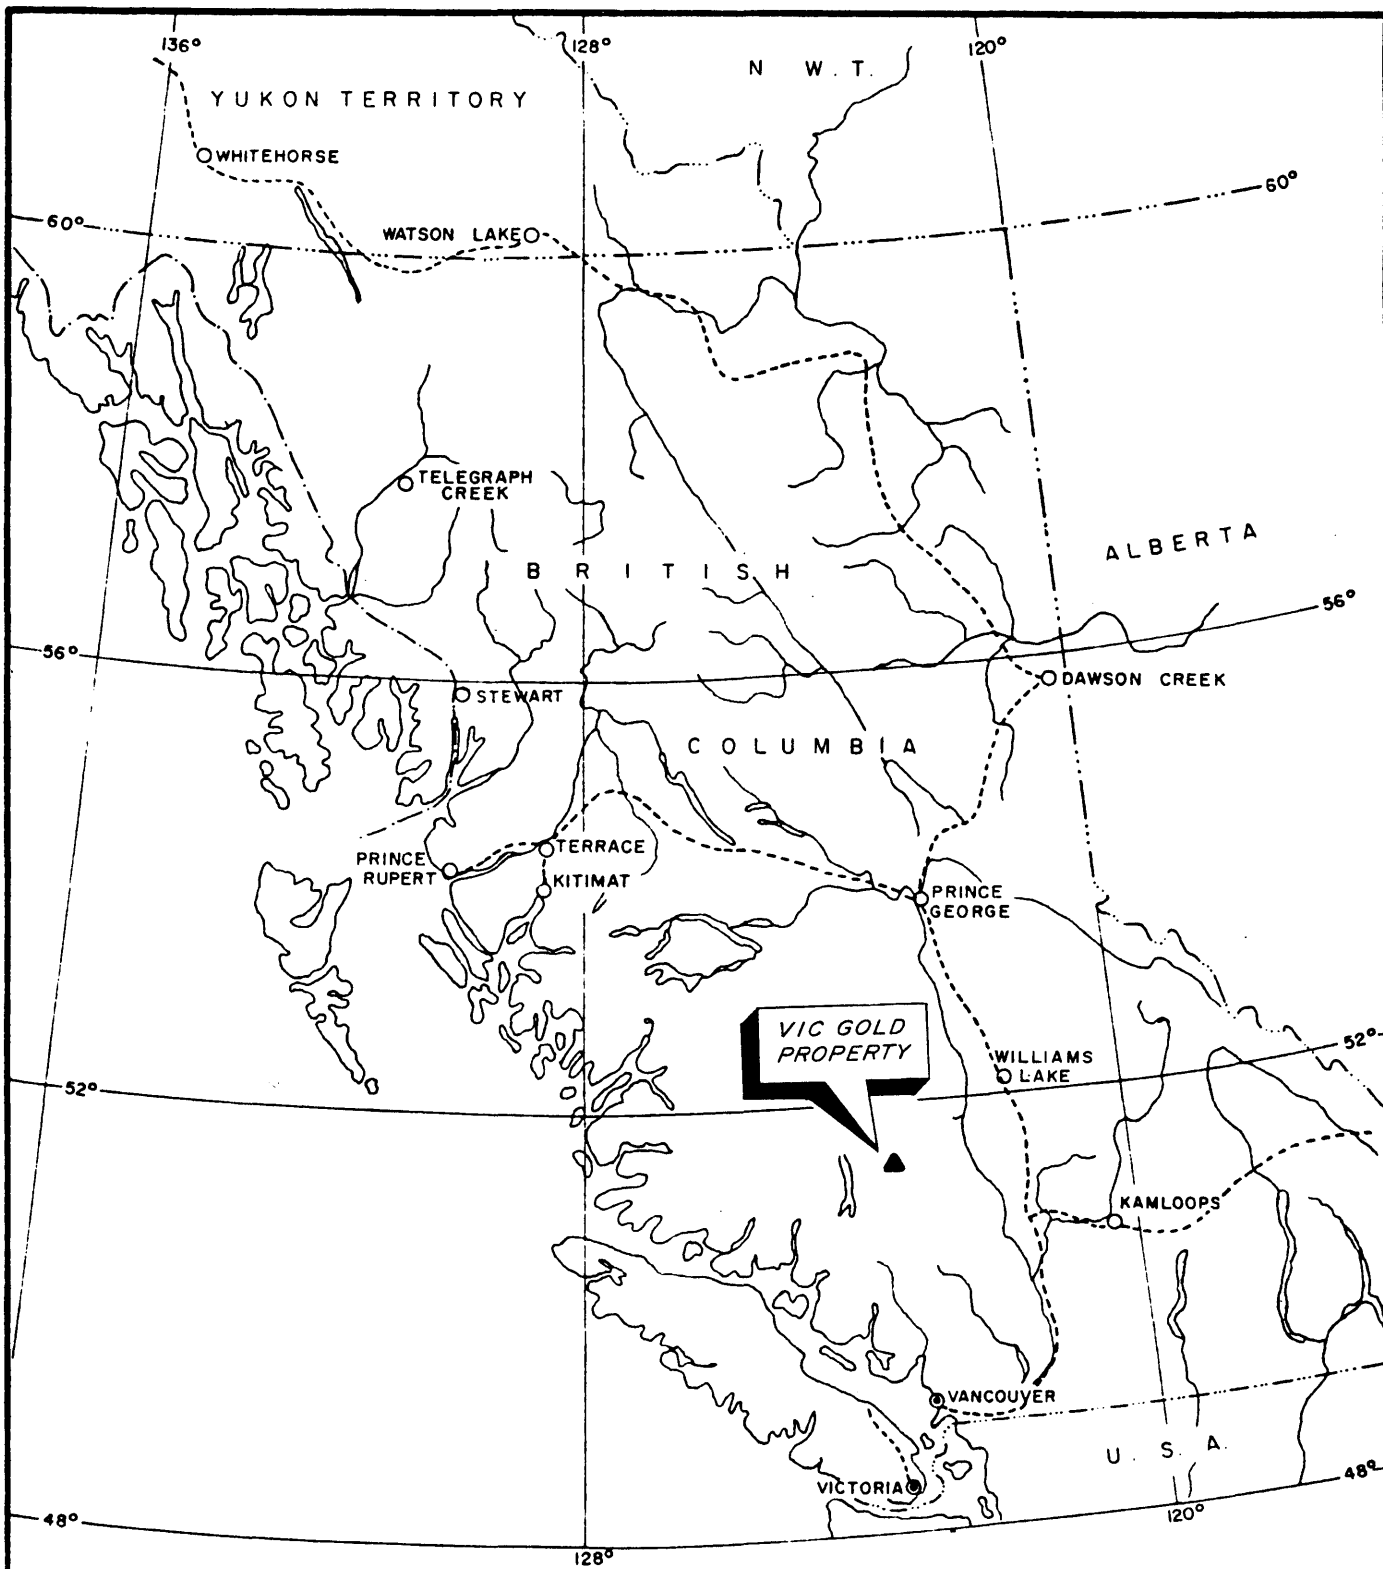 136°
128°
120°
N W. T.
YUKON TERRITORY
WHITEHORSE
60°
60°
WATSON LAKE
TELEGRAPH
CREEK
ALBERTA
BRITISH
56°
56°
DAWSON CREEK
STEWART
COLUMBIA
PRINCE
RUPERT
TERRACE
KITIMAT
PRINCE
GEORGE
VIC GOLD
PROPERTY
WILLIAMS
LAKE
52°
52°
KAMLOOPS
VANCOUVER
U. S. A.
VICTORIA
48°
48°
120°
128°